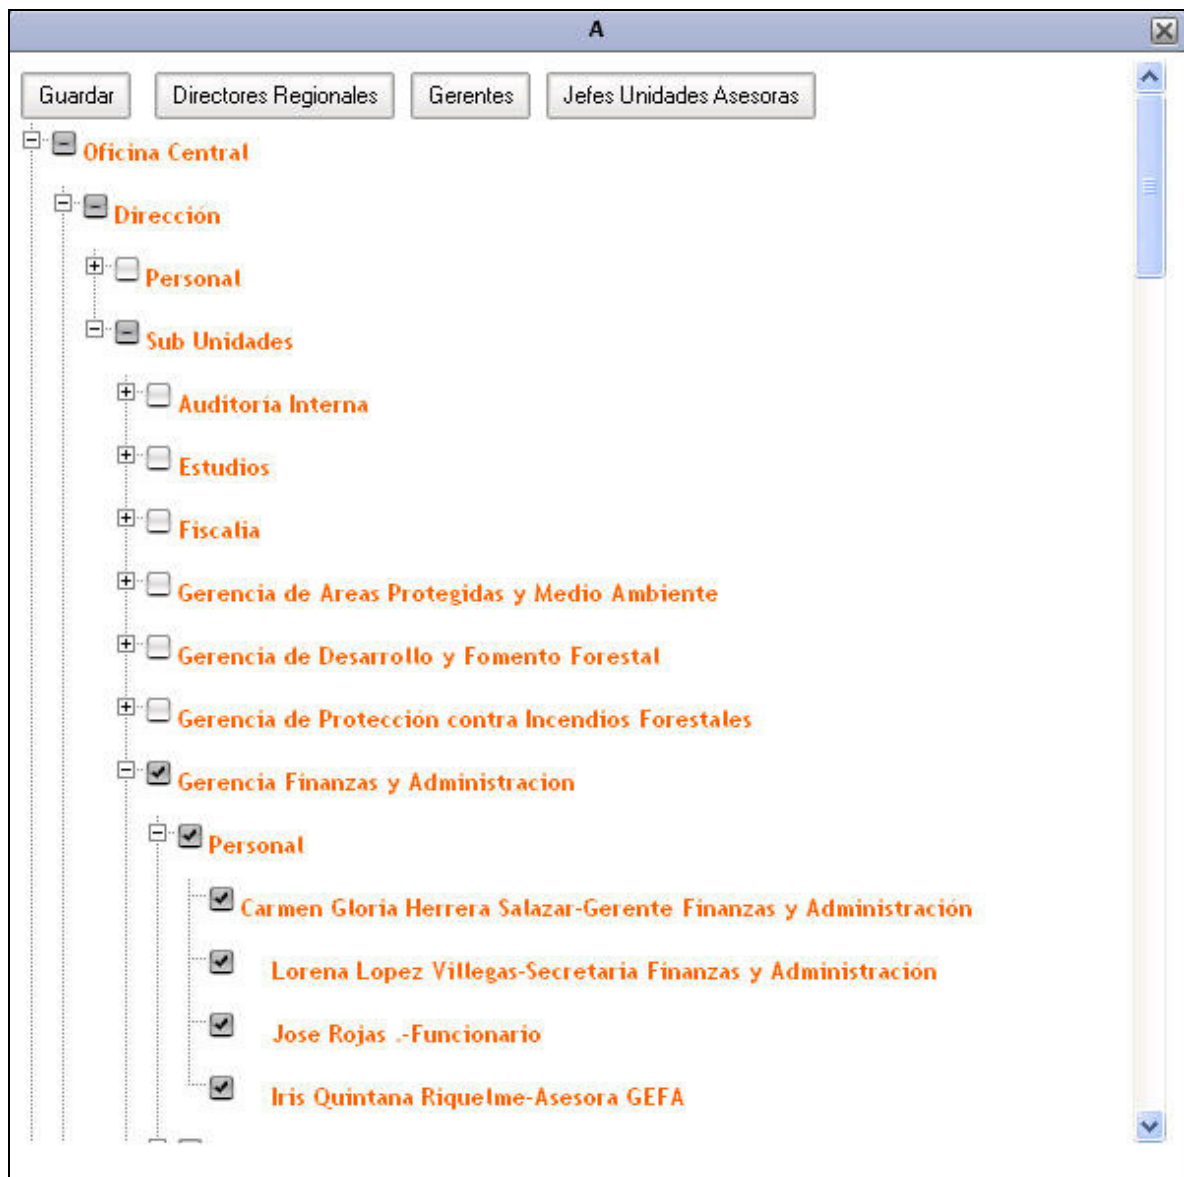 A
Guardar Directores Regionales Gerentes Jefes Unidades Asesoras
Oficina Central
Dirección
Personal
Sub Unidades
Auditoría Interna
Estudios
Fiscalia
Gerencia de Areas Protegidas y Medio Ambiente
Gerencia de Desarrollo y Fomento Forestal
Gerencia de Protección contra Incendios Forestales
Gerencia Finanzas y Administracion
Personal
Carmen Gloria Herrera Salazar-Gerente Finanzas y Administración
Lorena Lopez Villegas-Secretaria Finanzas y Administración
Jose Rojas .-Funcionario
Iris Quintana Riquelme-Asesora GEFA